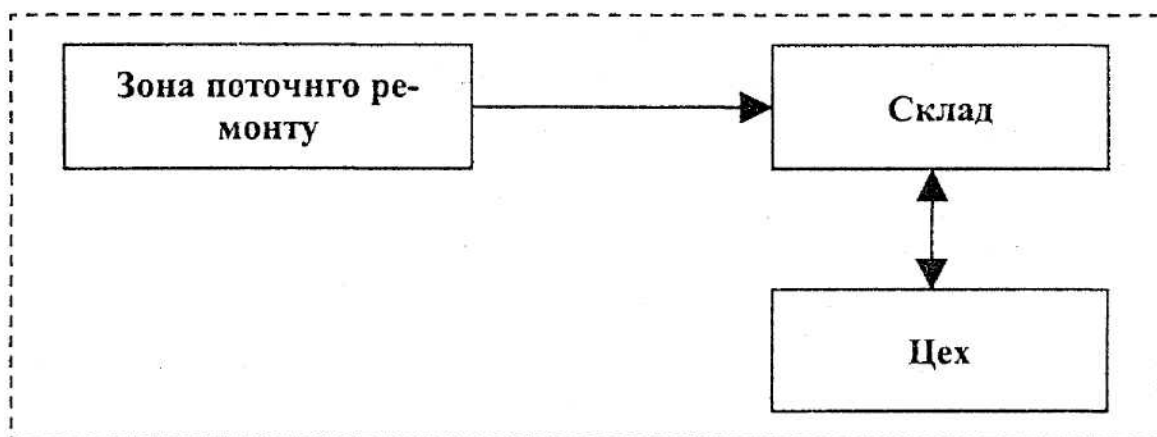 Зона поточнго ре-
монту
Склад
Цех